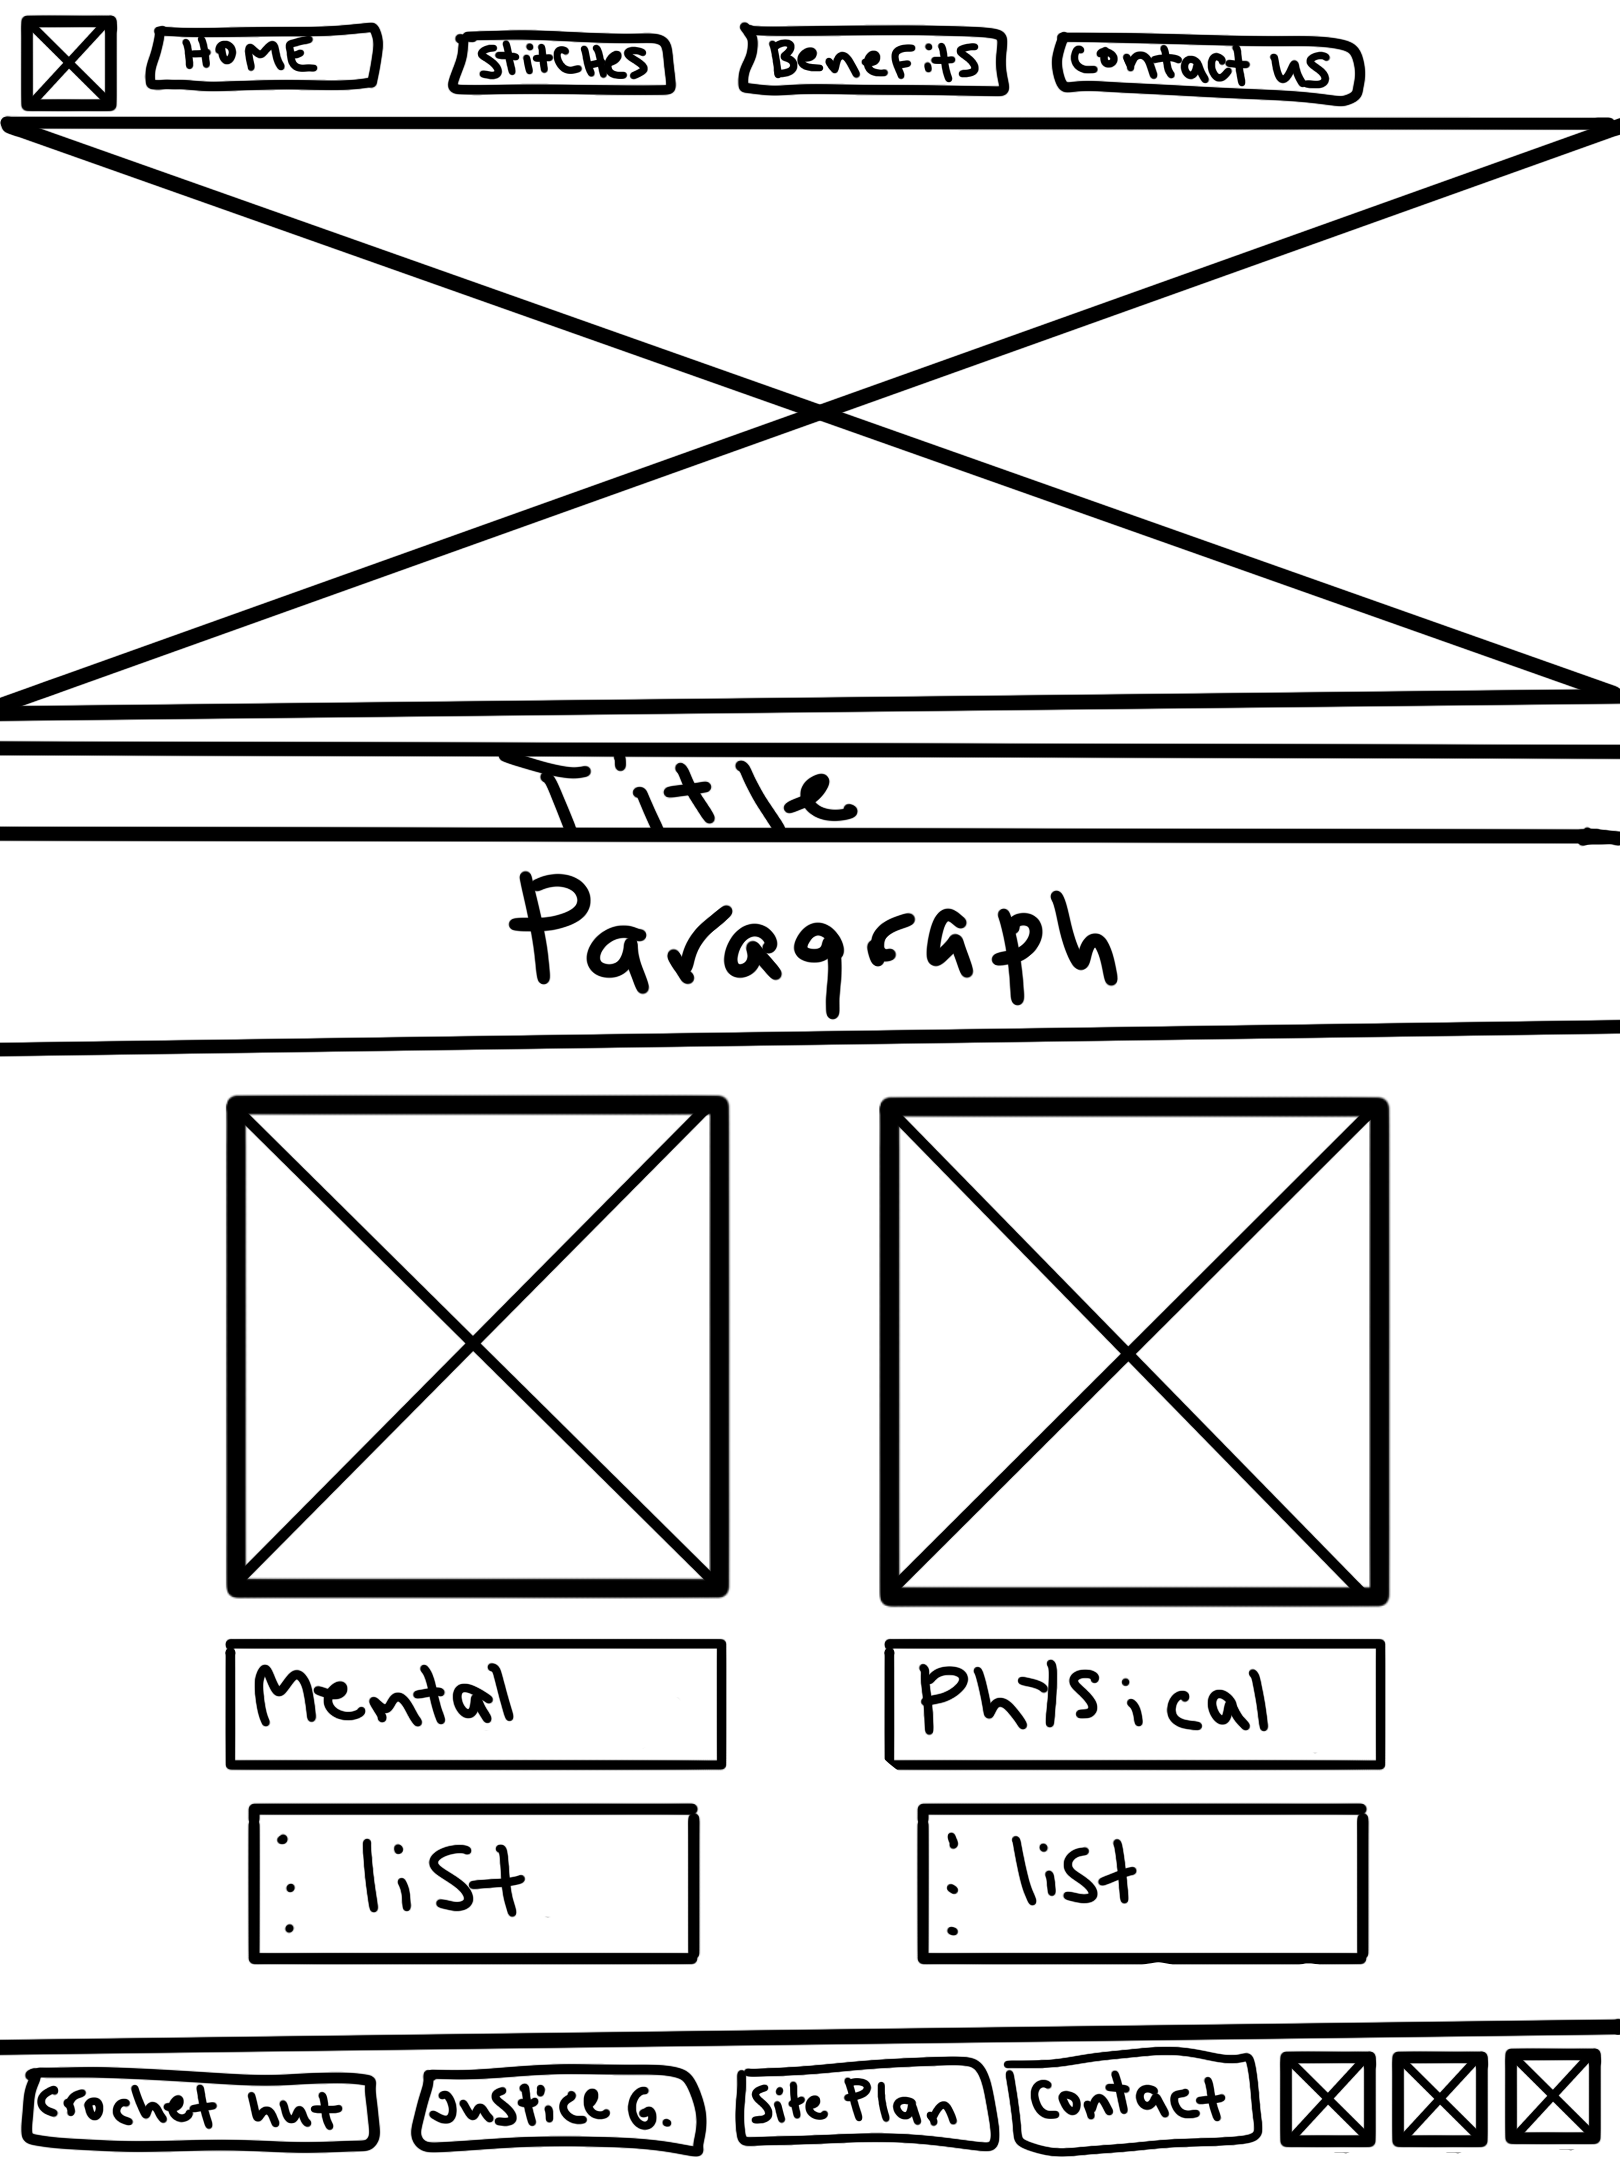 HOME Stitches Benefits Contact us
Title
Paragraph
Mental Physical
list list
Crochet hut Justice G. Site Plan Contact